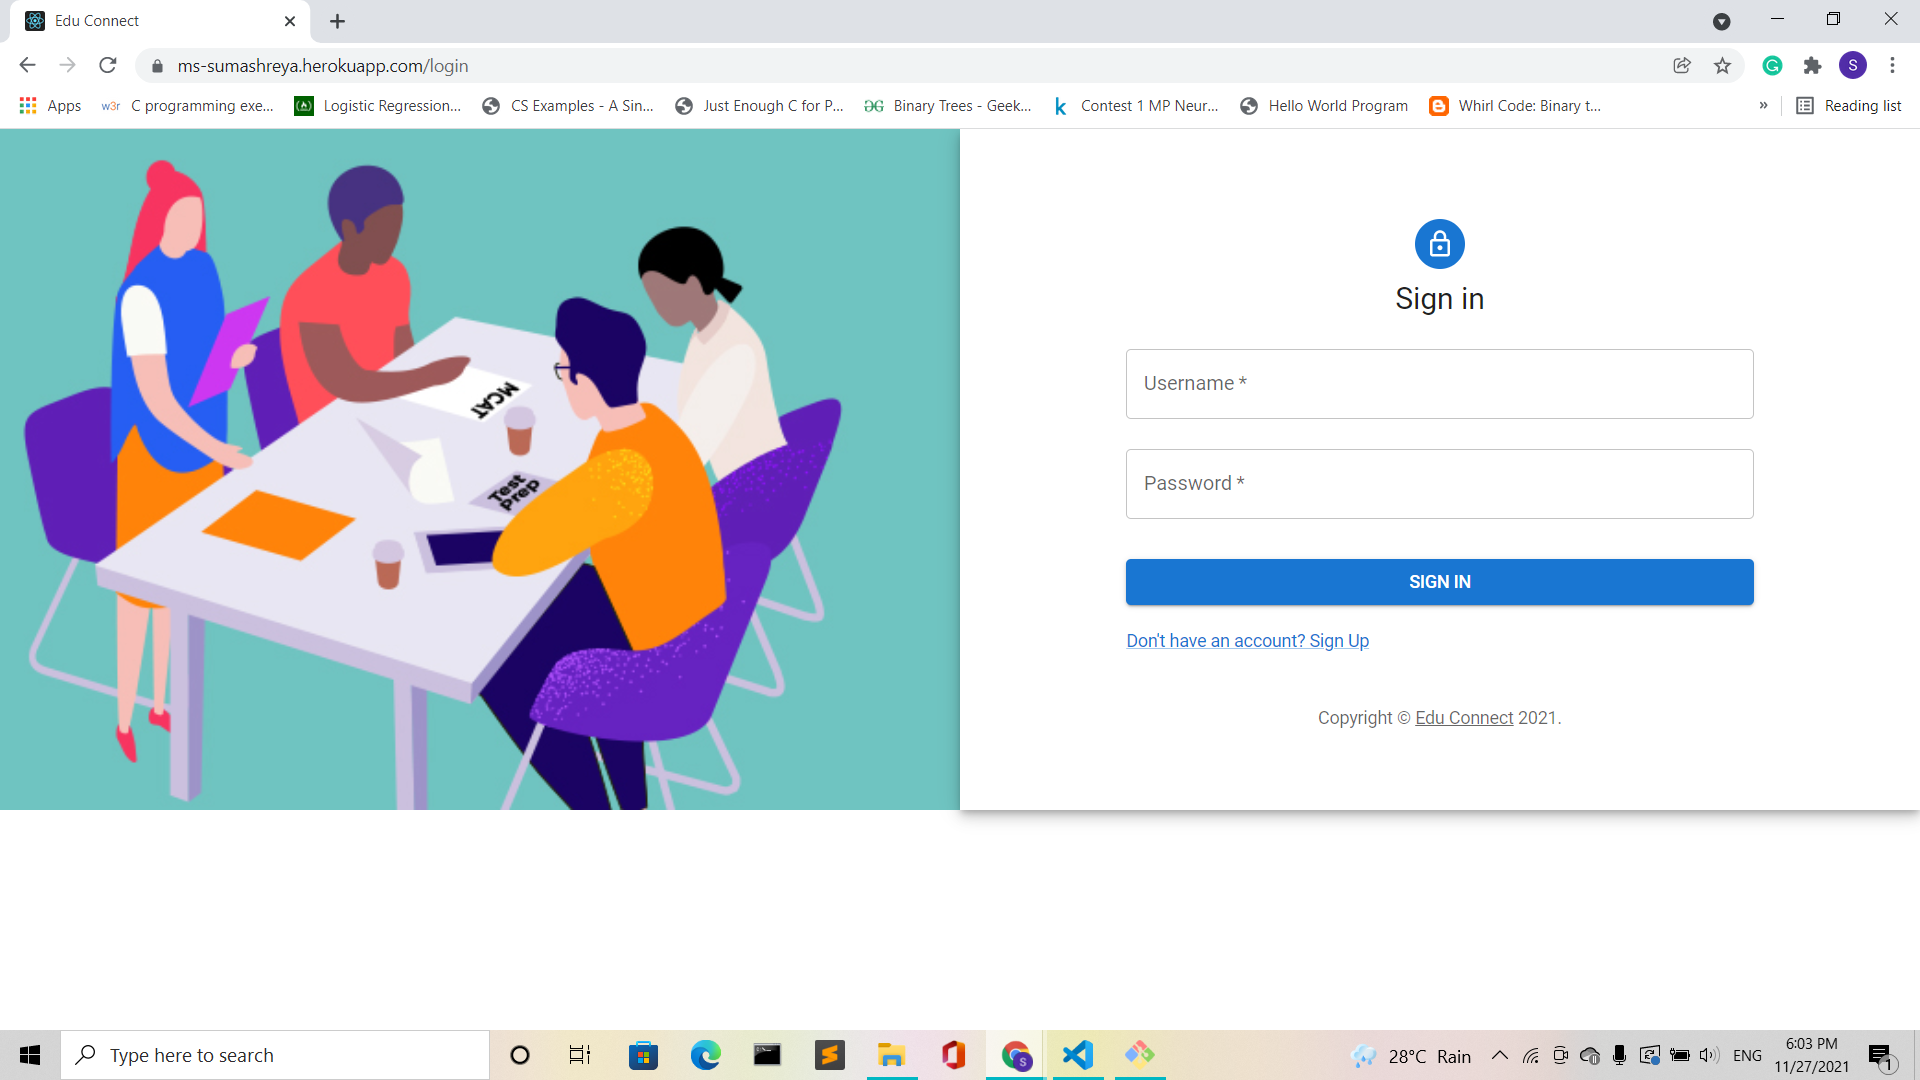 Edu Connect
ms-sumashreya.herokuapp.com/login
Apps
w3r C programming exe...
Logistic Regression...
CS Examples - A Sin...
Just Enough C for P...
Binary Trees - Geek...
Contest 1 MP Neur...
Hello World Program
Whirl Code: Binary t...
»
Reading list
S
MCAT
Test
Prep
Sign in
Username *
Password *
SIGN IN
Don't have an account? Sign Up
Copyright © Edu Connect 2021.
Type here to search
S
28°C Rain
ENG
6:03 PM
11/27/2021
1